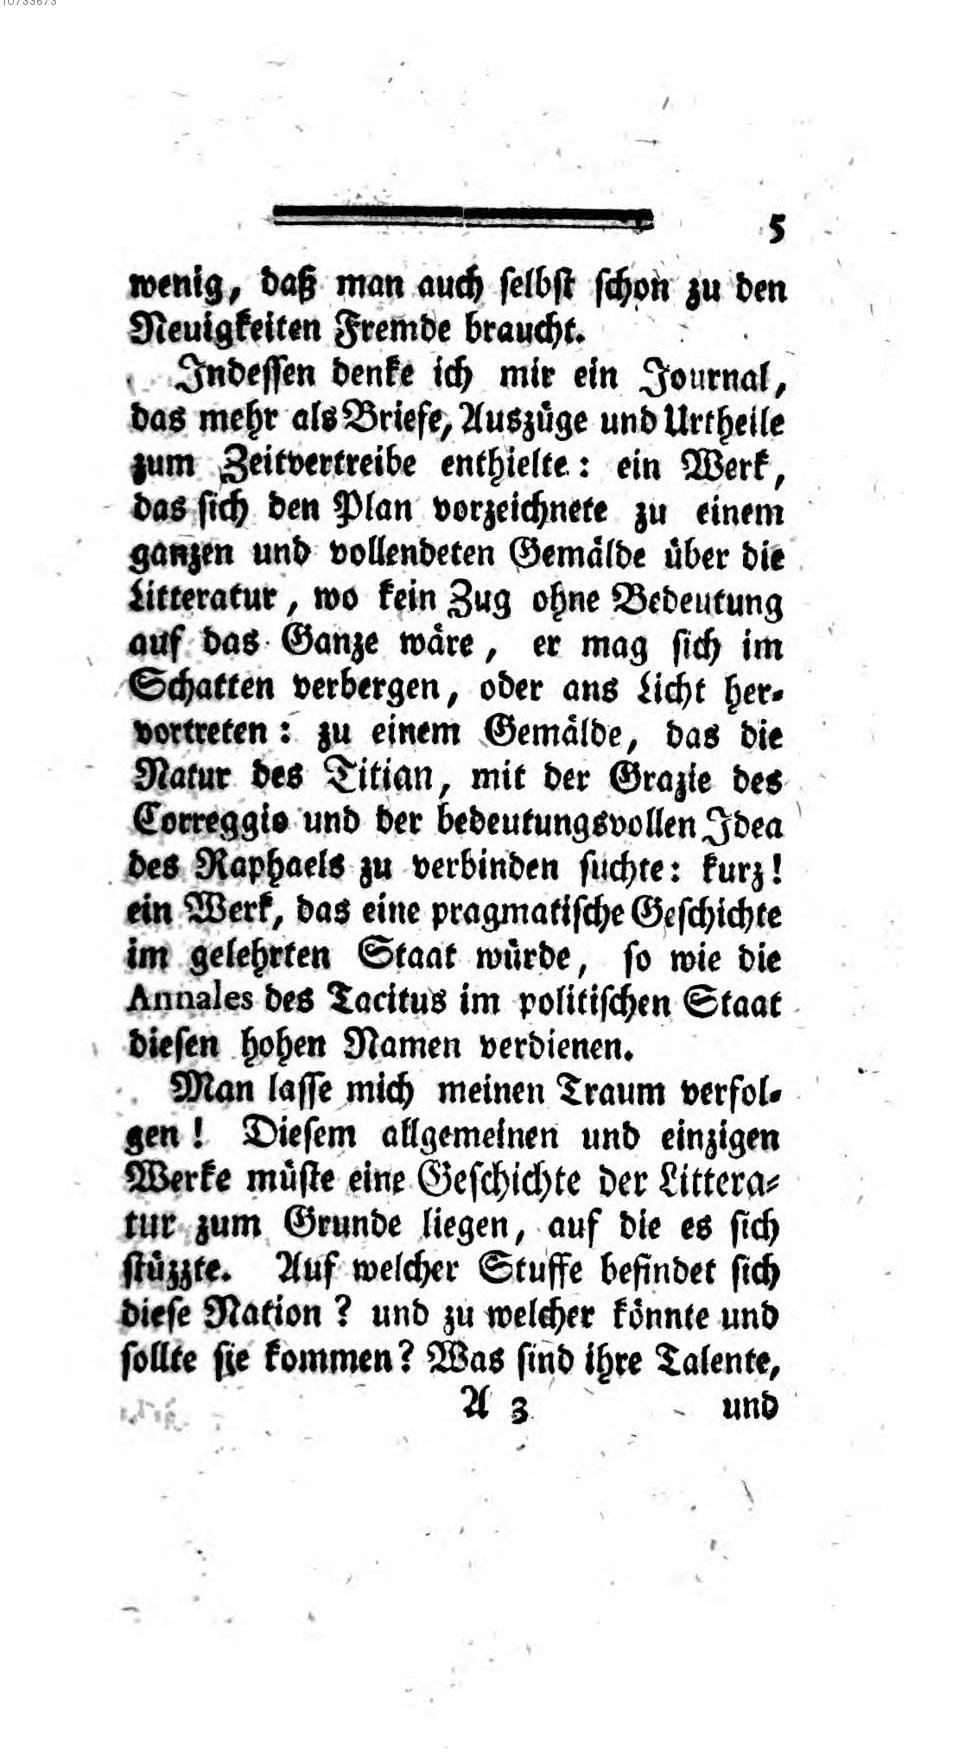 10733673
5
wenig, daß man auch ſelbſt ſchon zu den
Neuigkeiten Fremde braucht.
Indeſſen denke ich mir ein Journal,
das mehr als Briefe, Auszüge und Urtheile
zum Zeitvertreibe enthielte: ein Werk,
das ſich den Plan vorzeichnete zu einem
ganzen und vollendeten Gemälde über die
Litteratur, wo kein Zug ohne Bedeutung
auf das Ganze wäre, er mag ſich im
Schatten verbergen, oder ans Licht her-
vortreten: zu einem Gemälde, das die
Natur des Titian, mit der Grazie des
Correggio und der bedeutungsvollen Idea
des Raphaels zu verbinden ſuchte: kurz!
ein Werk, das eine pragmatiſche Geſchichte
im gelehrten Staat würde, ſo wie die
Annales des Tacitus im politiſchen Staat
dieſen hohen Namen verdienen.
Man laſſe mich meinen Traum verfol-
gen! Dieſem allgemeinen und einzigen
Werke müſte eine Geſchichte der Littera-
tur zum Grunde liegen, auf die es ſich
ſtüzzte. Auf welcher Stuffe befindet ſich
dieſe Nation? und zu welcher könnte und
ſollte ſie kommen? Was ſind ihre Talente,
A 3 und